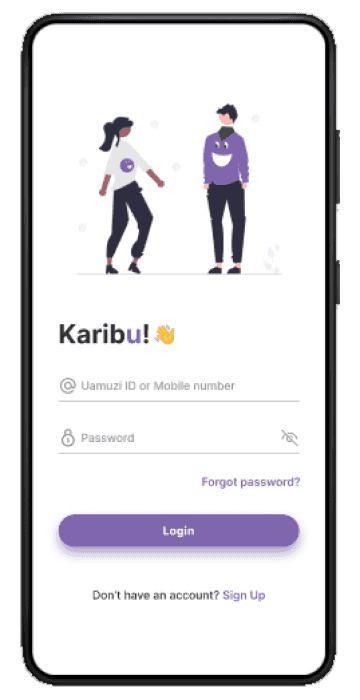 Karibu! 👋
Uamuzi ID or Mobile number
Password
Forgot password?
Login
Don't have an account? Sign Up